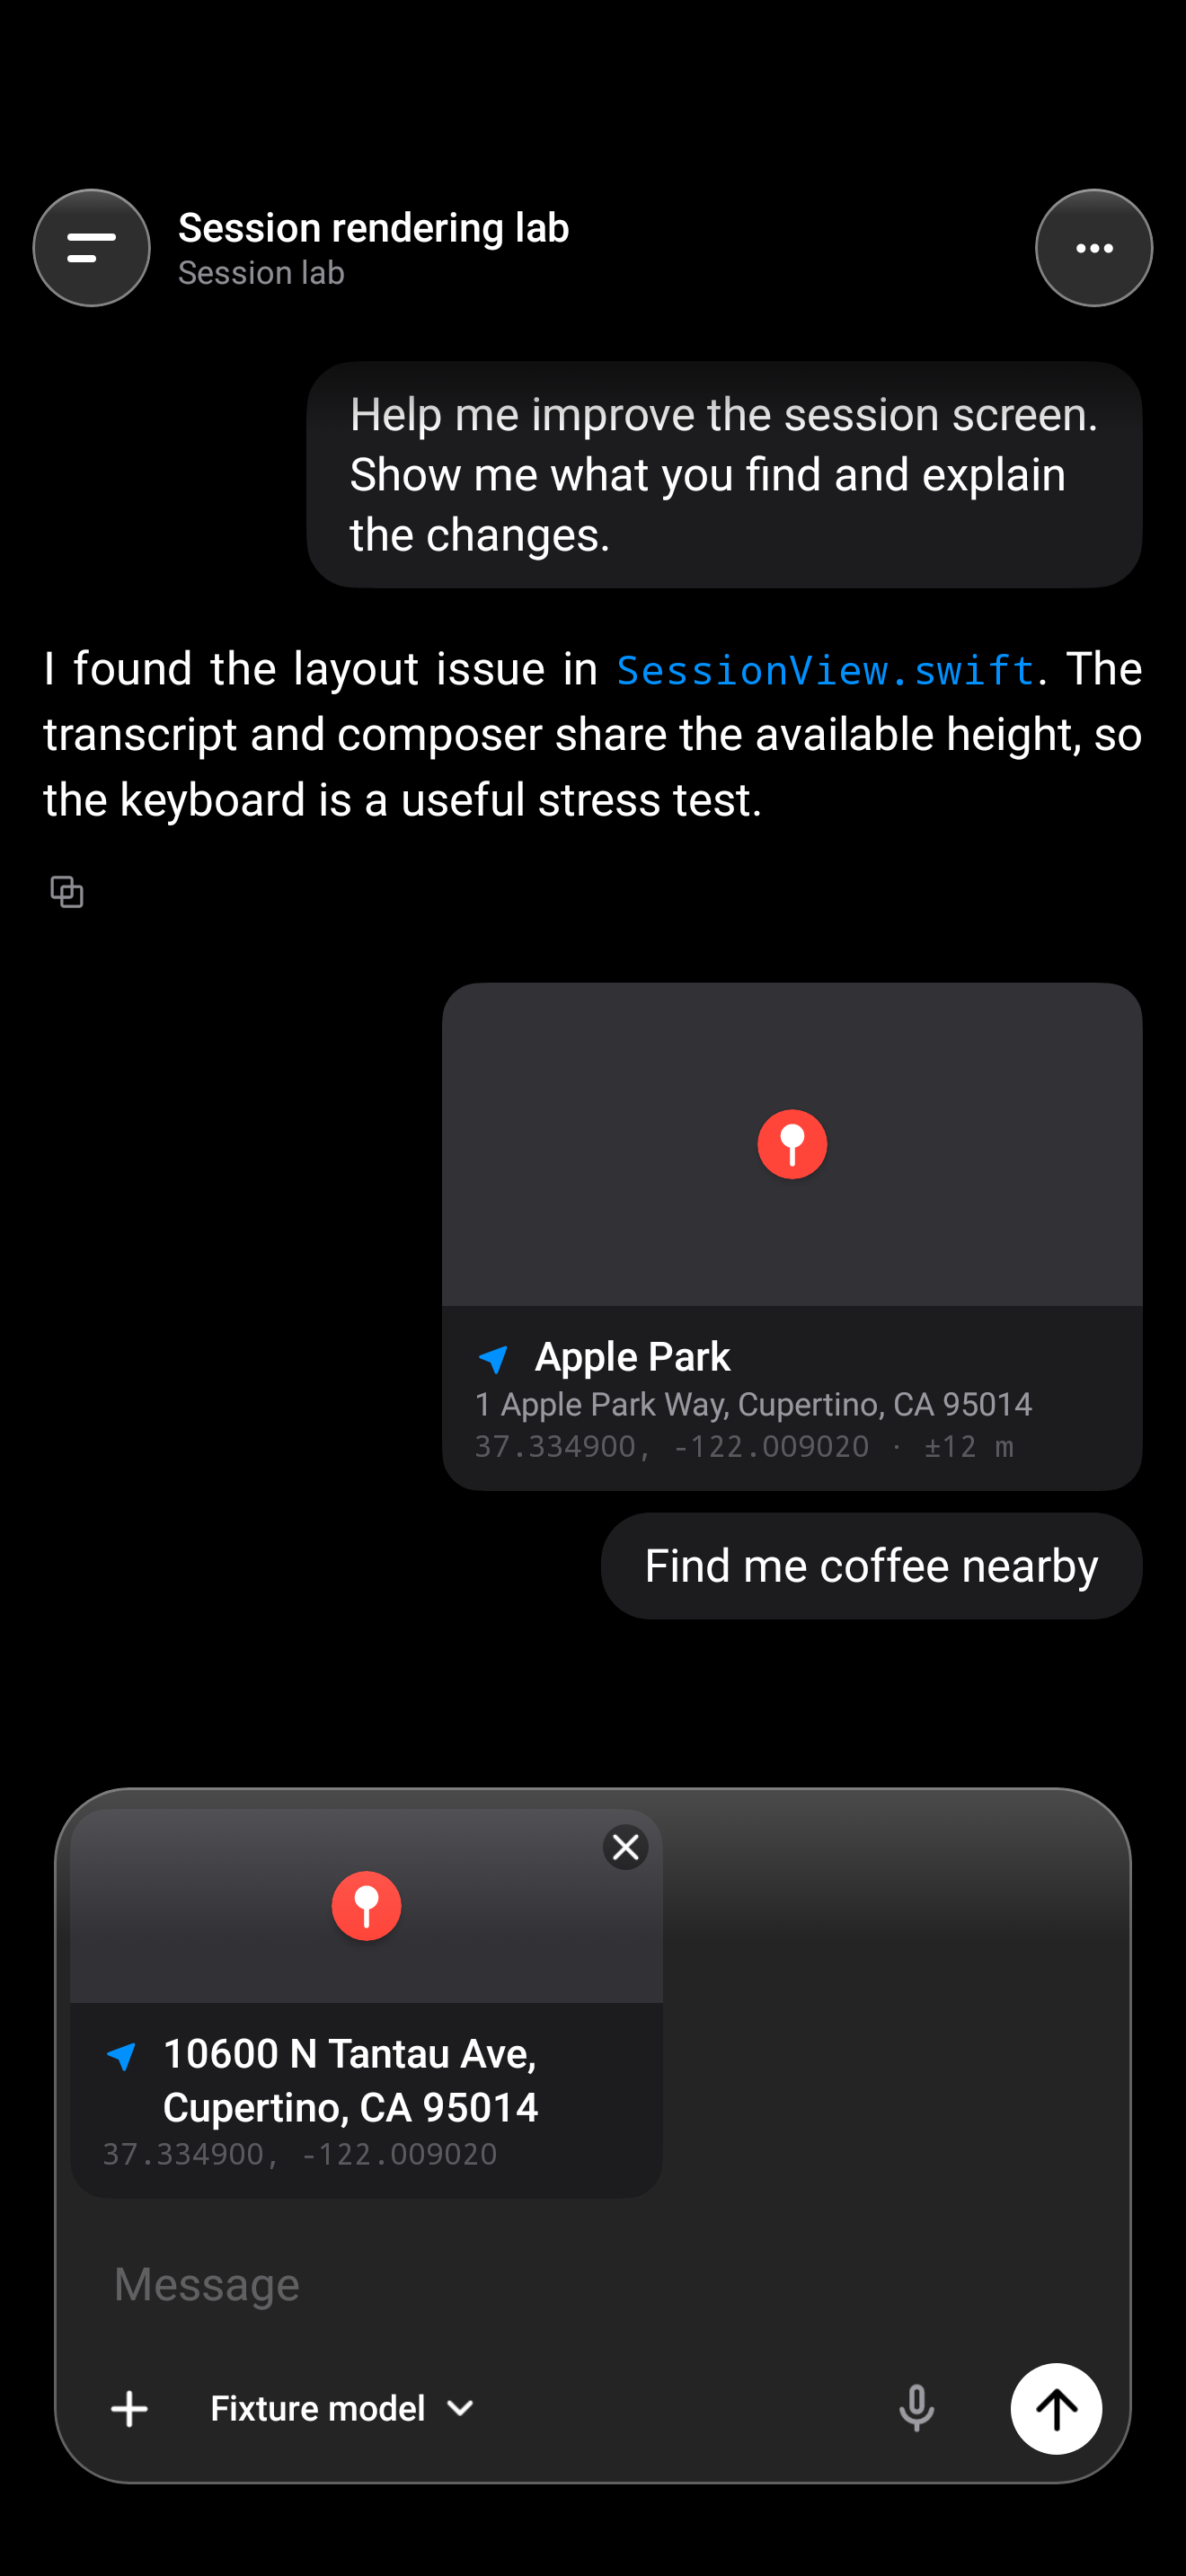 Session rendering lab
Session lab
Help me improve the session screen.
Show me what you find and explain
the changes.
I found the layout issue in SessionView.swift. The
transcript and composer share the available height, so
the keyboard is a useful stress test.
Apple Park
1 Apple Park Way, Cupertino, CA 95014
37.334900, -122.009020 · ±12 m
Find me coffee nearby
10600 N Tantau Ave,
Cupertino, CA 95014
37.334900, -122.009020
Message
Fixture model